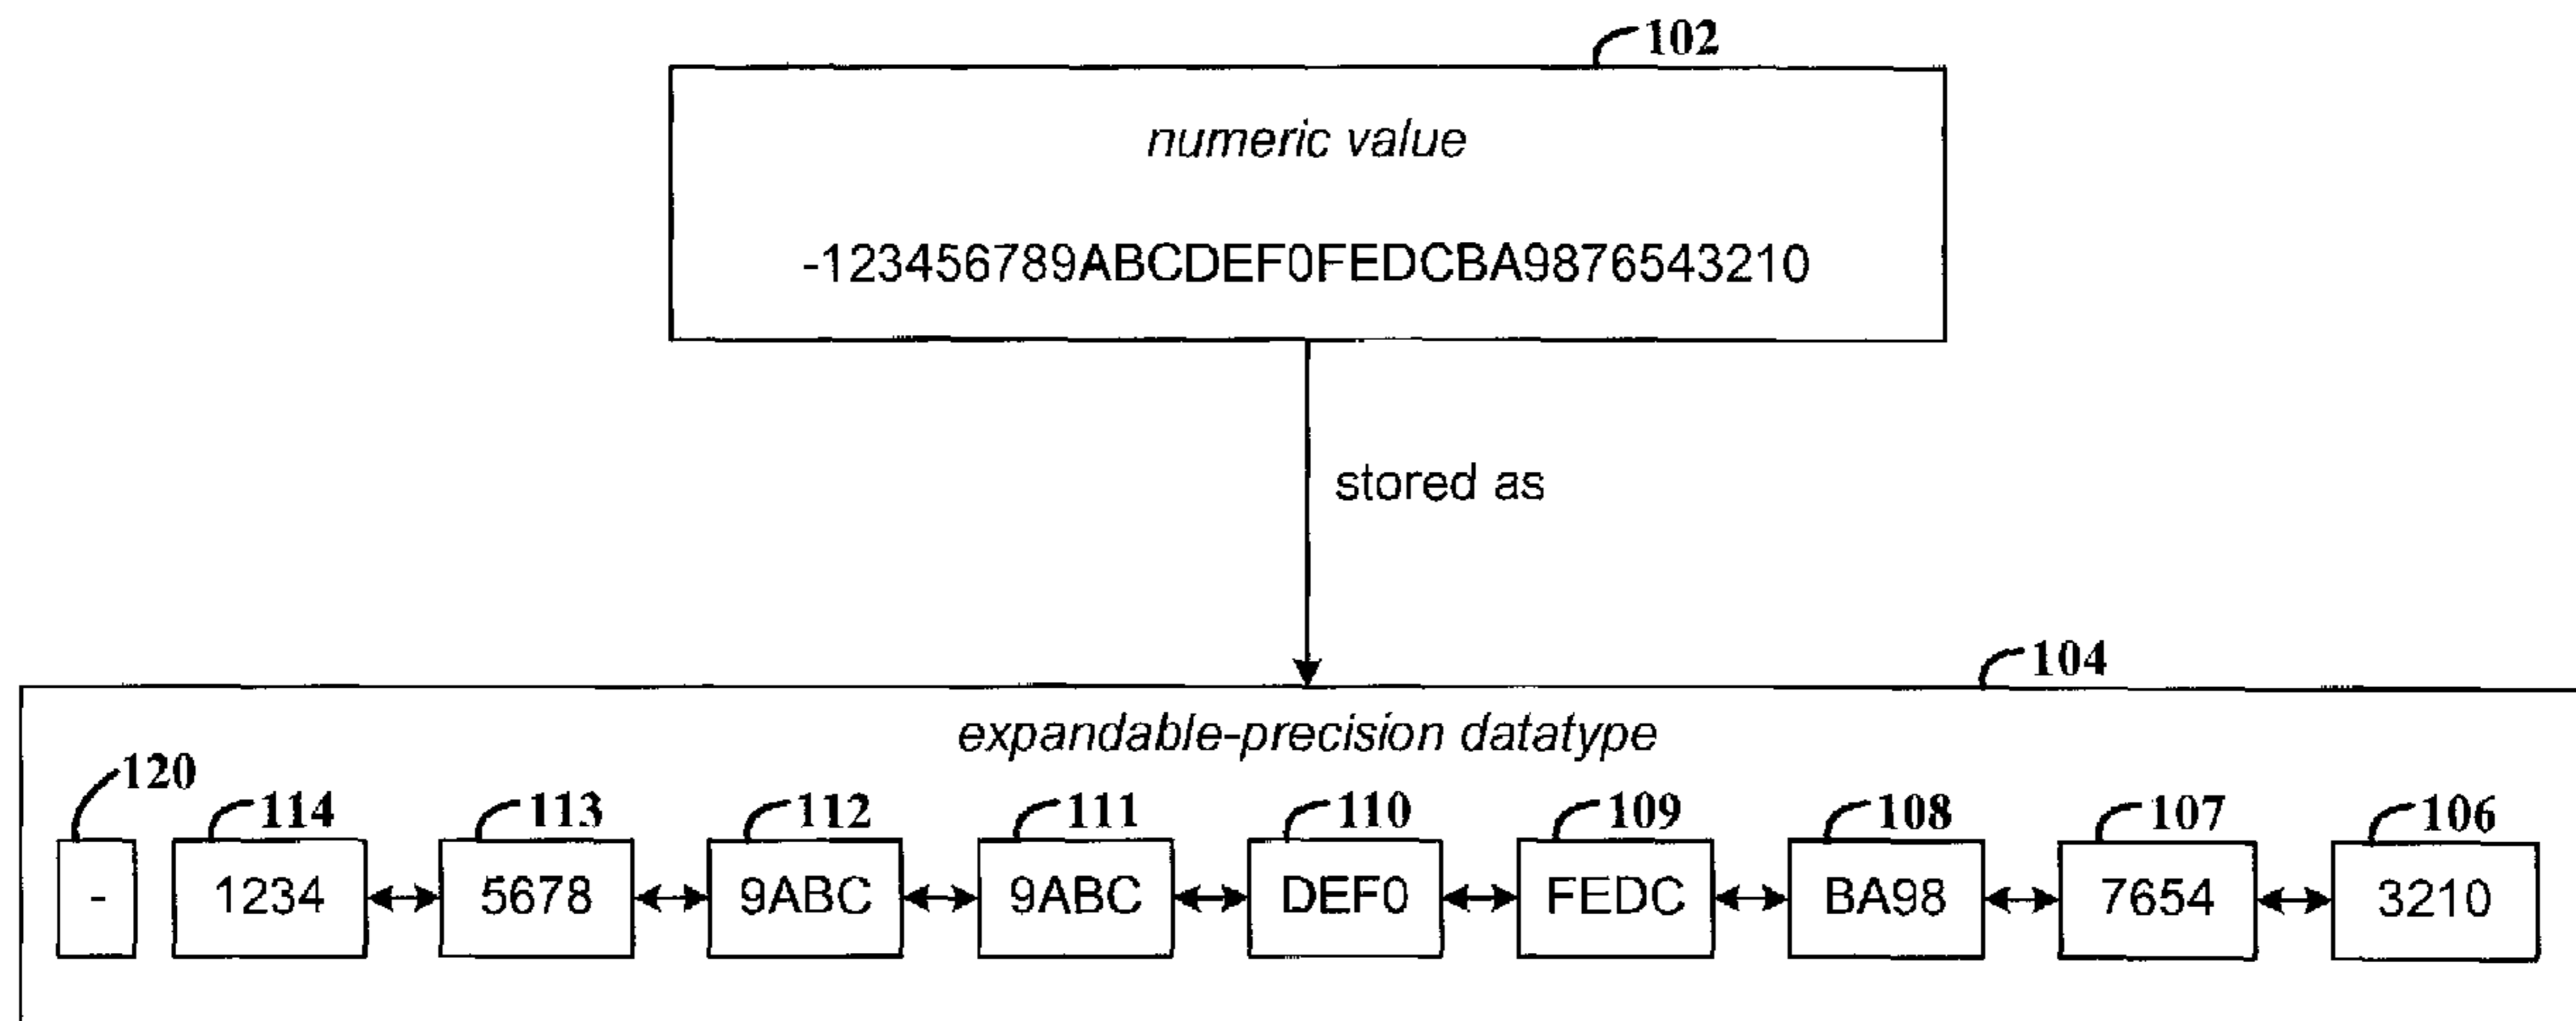 102
numeric value
-123456789ABCDEF0FEDCBA9876543210
stored as
104
expandable-precision datatype
120 114 113 112 111 110 109 108 107 106
- 1234 5678 9ABC 9ABC DEF0 FEDC BA98 7654 3210